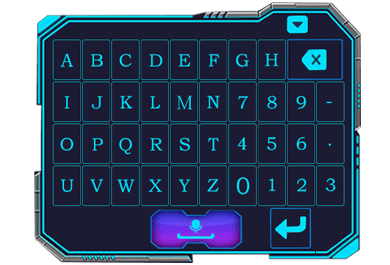 A B C D E F G H
I J K L M N 7 8 9 -
O P Q R S T 4 5 6 .
U V W X Y Z 0 1 2 3